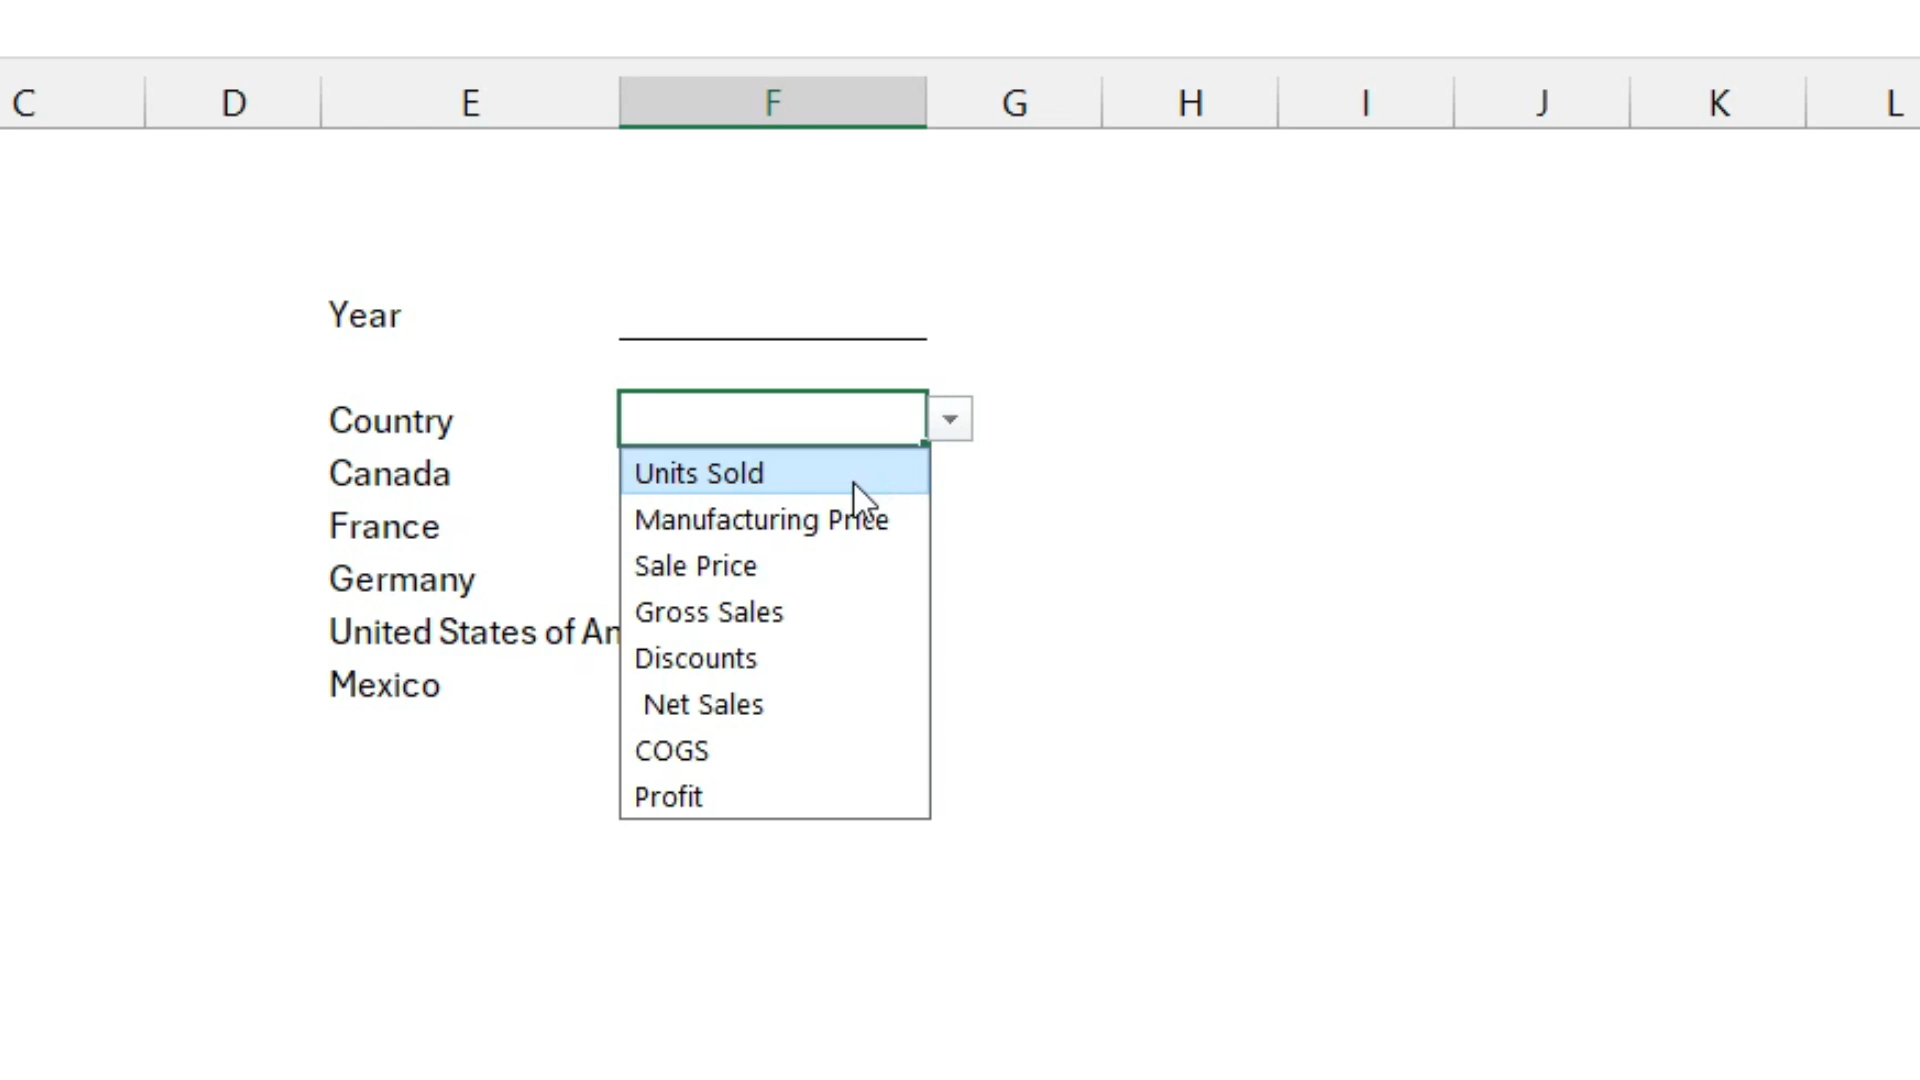 C D E F G H I J K L
Year
Country
Canada
France
Germany
United States of Am
Mexico
Units Sold
Manufacturing Price
Sale Price
Gross Sales
Discounts
Net Sales
COGS
Profit